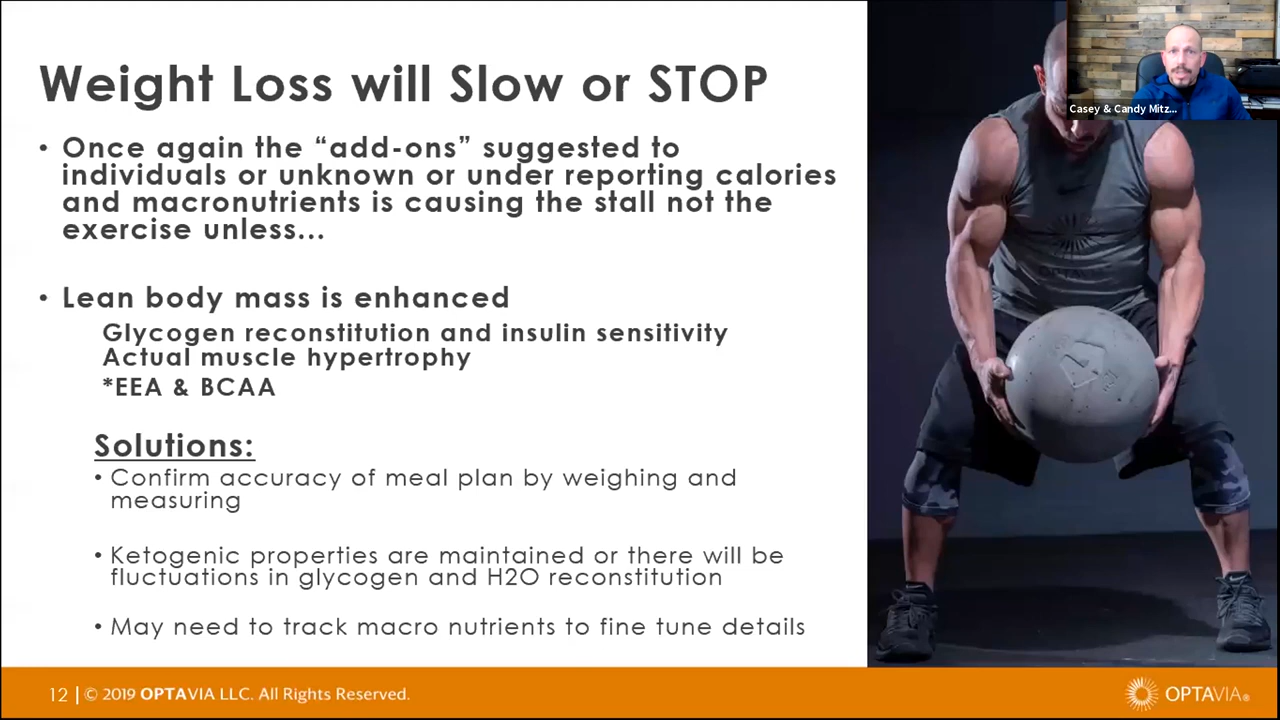 Weight Loss will Slow or STOP
Casey & Candy Mitz...
• Once again the “add-ons” suggested to
individuals or unknown or under reporting calories
and macronutrients is causing the stall not the
exercise unless...
• Lean body mass is enhanced
Glycogen reconstitution and insulin sensitivity
Actual muscle hypertrophy
*EEA & BCAA
Solutions:
• Confirm accuracy of meal plan by weighing and
measuring
• Ketogenic properties are maintained or there will be
fluctuations in glycogen and H2O reconstitution
• May need to track macro nutrients to fine tune details
12 | © 2019 OPTAVIA LLC. All Rights Reserved.
OPTAVIA®